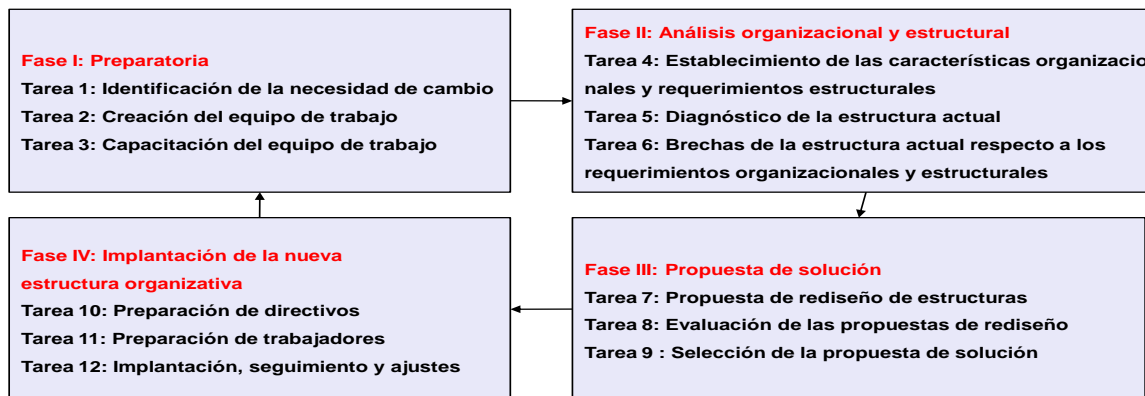 Fase I: Preparatoria
Tarea 1: Identificación de la necesidad de cambio
Tarea 2: Creación del equipo de trabajo
Tarea 3: Capacitación del equipo de trabajo
Fase II: Análisis organizacional y estructural
Tarea 4: Establecimiento de las características organizacio
nales y requerimientos estructurales
Tarea 5: Diagnóstico de la estructura actual
Tarea 6: Brechas de la estructura actual respecto a los
requerimientos organizacionales y estructurales
Fase III: Propuesta de solución
Tarea 7: Propuesta de rediseño de estructuras
Tarea 8: Evaluación de las propuestas de rediseño
Tarea 9 : Selección de la propuesta de solución
Fase IV: Implantación de la nueva
estructura organizativa
Tarea 10: Preparación de directivos
Tarea 11: Preparación de trabajadores
Tarea 12: Implantación, seguimiento y ajustes